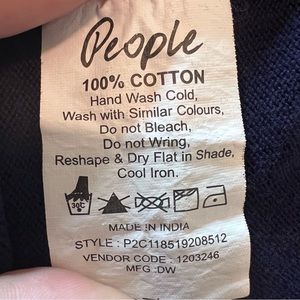 People
100% COTTON
Hand Wash Cold,
Wash with Similar Colours,
Do not Bleach,
Do not Wring,
Reshape & Dry Flat in Shade,
Cool Iron.
30°C
MADE IN INDIA
STYLE : P2C118519208512
VENDOR CODE : 1203246
MFG :DW